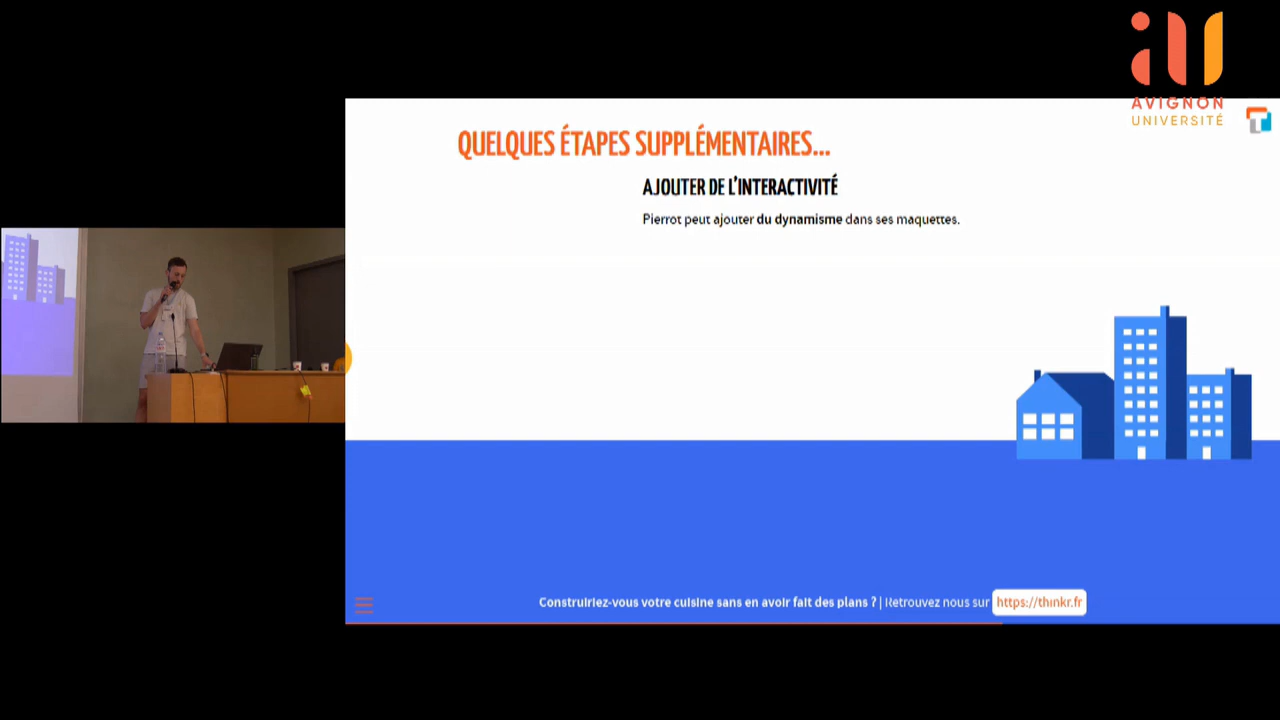 AVIGNON
UNIVERSITÉ
QUELQUES ÉTAPES SUPPLÉMENTAIRES...
AJOUTER DE L'INTERACTIVITÉ
Pierrot peut ajouter du dynamisme dans ses maquettes.
Construiriez-vous votre cuisine sans en avoir fait des plans ? | Retrouvez nous sur https://thinkr.fr